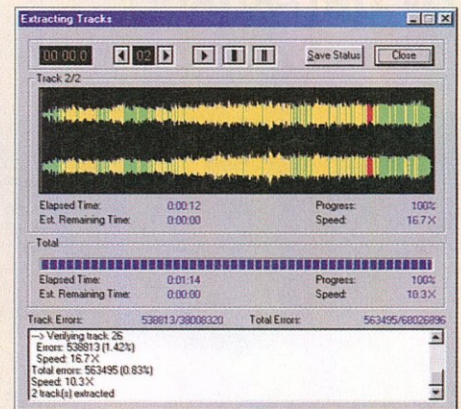 Extracting Tracks
00:00.0 02 Save Status Close
Track 2/2
Elapsed Time: 0:00:12 Progress: 100%
Est. Remaining Time: 0:00:00 Speed: 16.7X
Total
Elapsed Time: 0:01:14 Progress: 100%
Est. Remaining Time: 0:00:00 Speed: 10.3X
Track Errors: 538813/38008320 Total Errors: 563495/68026896
--> Verifying track 26
Errors: 538813 (1.42%)
Speed: 16.7X
Total errors: 563495 (0.83%)
Speed: 10.3X
2 track(s) extracted